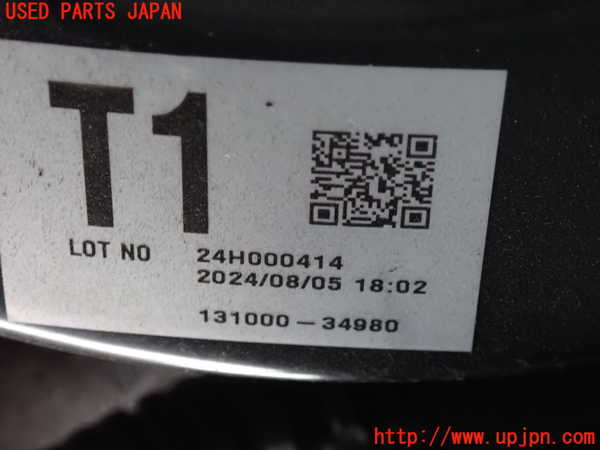 USED PARTS JAPAN
T1
LOT NO 24H000414
2024/08/05 18:02
131000-34980
http://www.upjpn.com/